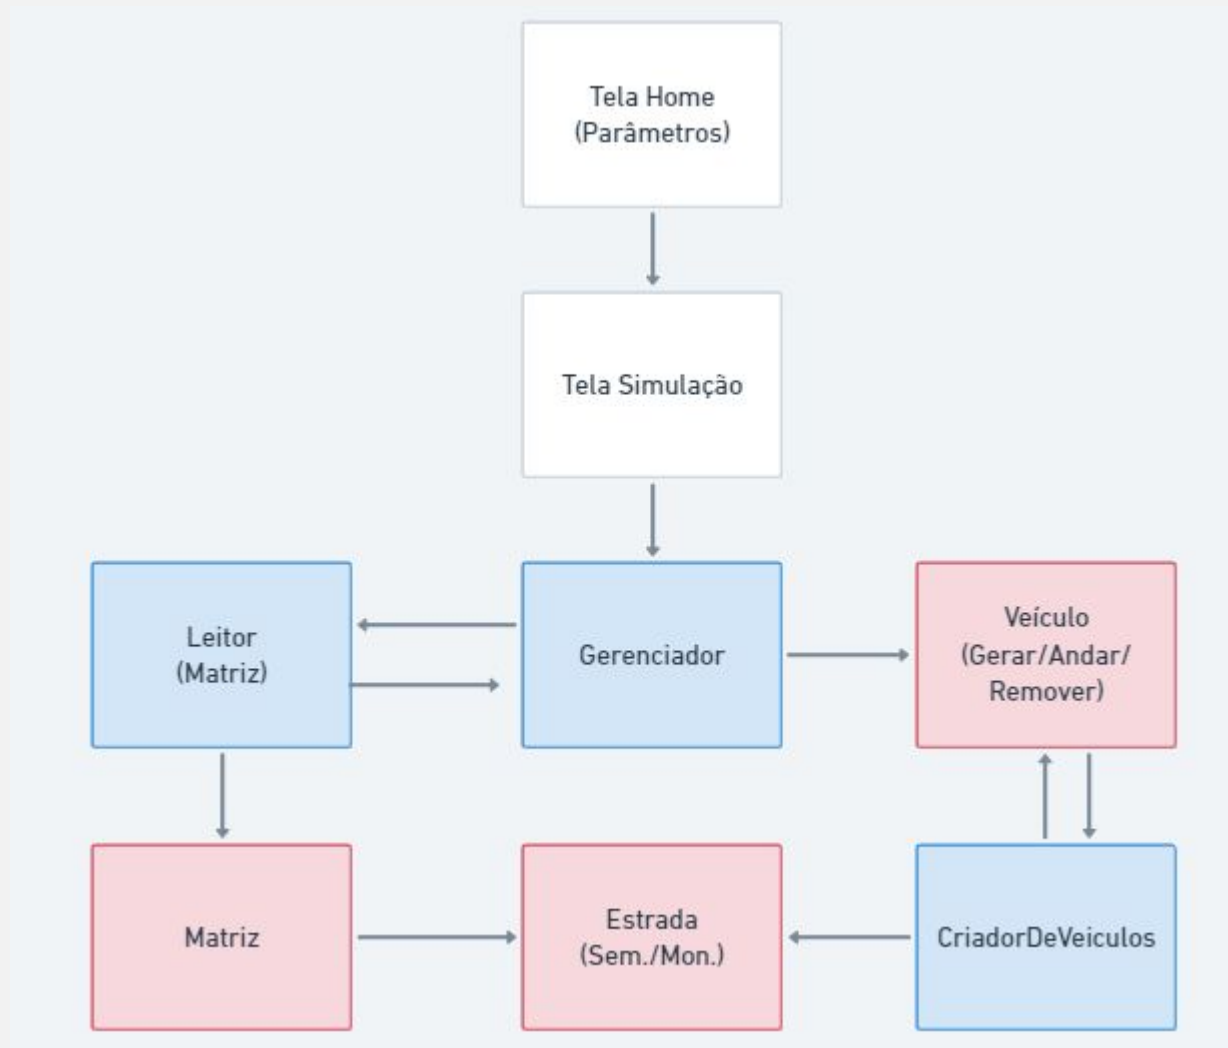 Tela Home
(Parâmetros)
Tela Simulação
Leitor
(Matriz)
Gerenciador
Veículo
(Gerar/Andar/
Remover)
Matriz
Estrada
(Sem./Mon.)
CriadorDeVeiculos